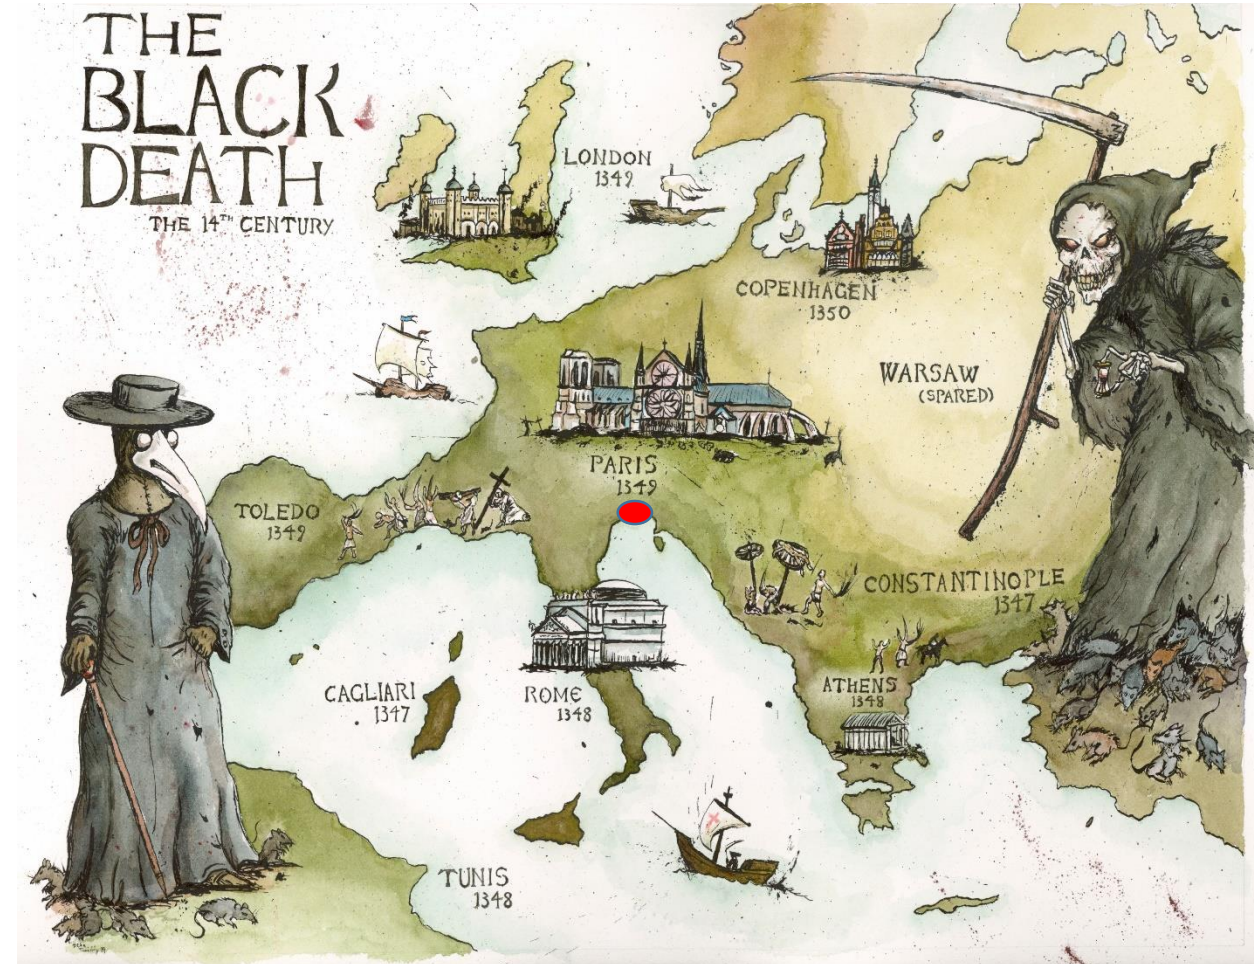 THE
BLACK
DEATH
THE 14TH CENTURY
LONDON
1349
COPENHAGEN
1350
WARSAW
(SPARED)
PARIS
1349
TOLEDO
1349
CONSTANTINOPLE
1347
CAGLIARI
1347
ROME
1348
ATHENS
1348
TUNIS
1348